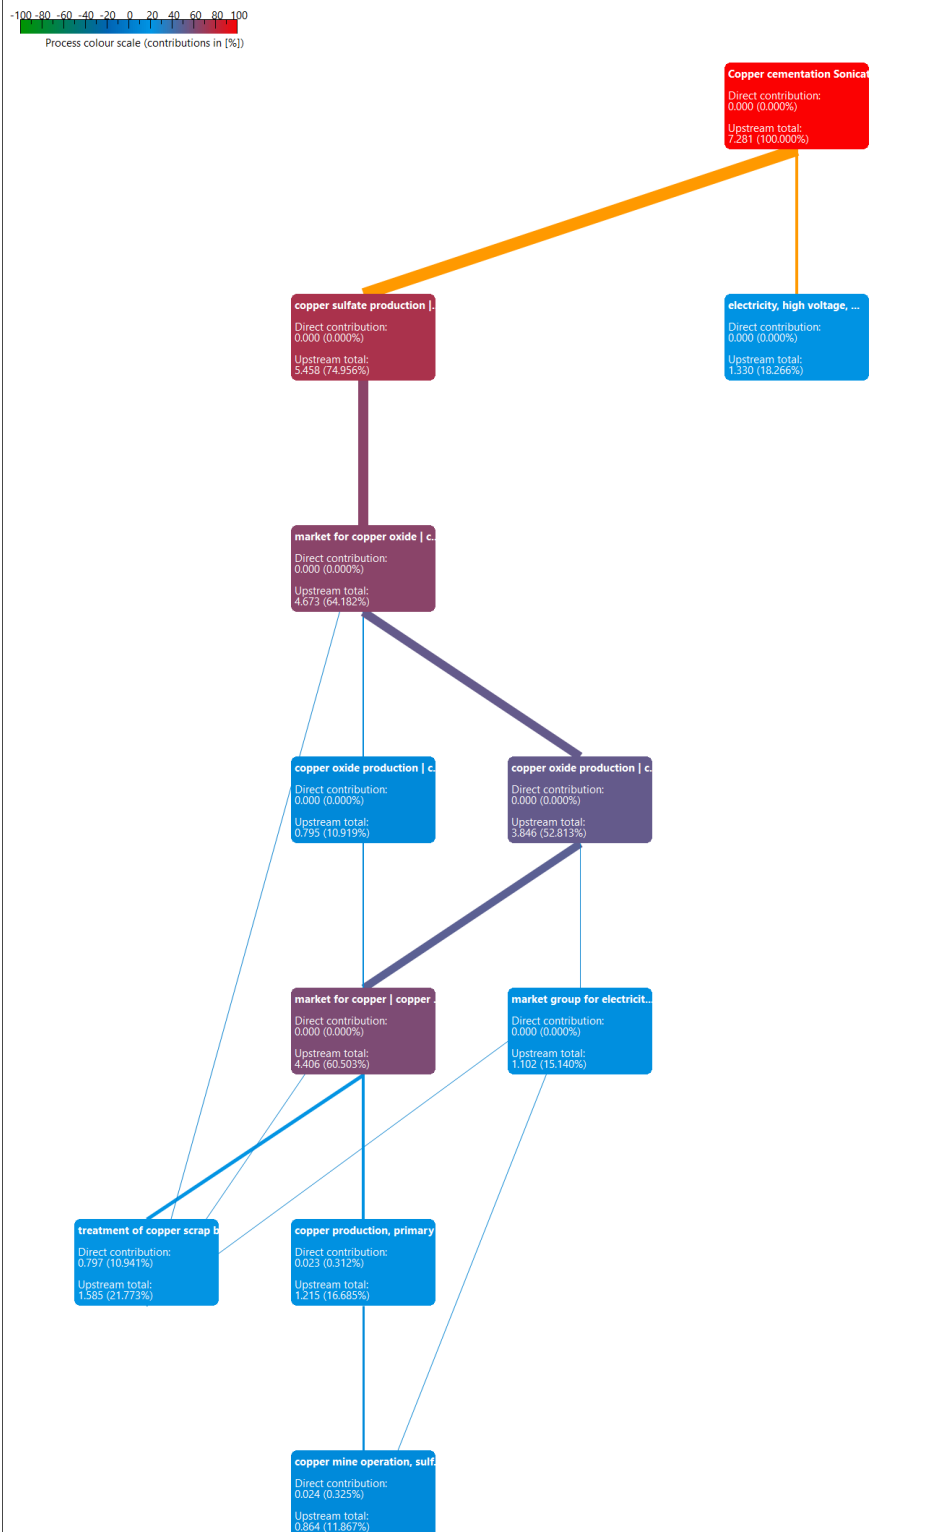 -100 -80 -60 -40 -20 0 20 40 60 80 100
Process colour scale (contributions in [%])
Copper cementation Sonicat
Direct contribution:
0.000 (0.000%)
Upstream total:
7.281 (100.000%)
copper sulfate production |.
Direct contribution:
0.000 (0.000%)
Upstream total:
5.458 (74.956%)
electricity, high voltage, ...
Direct contribution:
0.000 (0.000%)
Upstream total:
1.330 (18.266%)
market for copper oxide | c..
Direct contribution:
0.000 (0.000%)
Upstream total:
4.673 (64.182%)
copper oxide production | c.
Direct contribution:
0.000 (0.000%)
Upstream total:
0.795 (10.919%)
copper oxide production | c.
Direct contribution:
0.000 (0.000%)
Upstream total:
3.846 (52.813%)
market for copper | copper .
Direct contribution:
0.000 (0.000%)
Upstream total:
4.406 (60.503%)
market group for electricit...
Direct contribution:
0.000 (0.000%)
Upstream total:
1.102 (15.140%)
treatment of copper scrap b
Direct contribution:
0.797 (10.941%)
Upstream total:
1.585 (21.773%)
copper production, primary
Direct contribution:
0.023 (0.312%)
Upstream total:
1.215 (16.685%)
copper mine operation, sulf.
Direct contribution:
0.024 (0.325%)
Upstream total:
0.864 (11.867%)